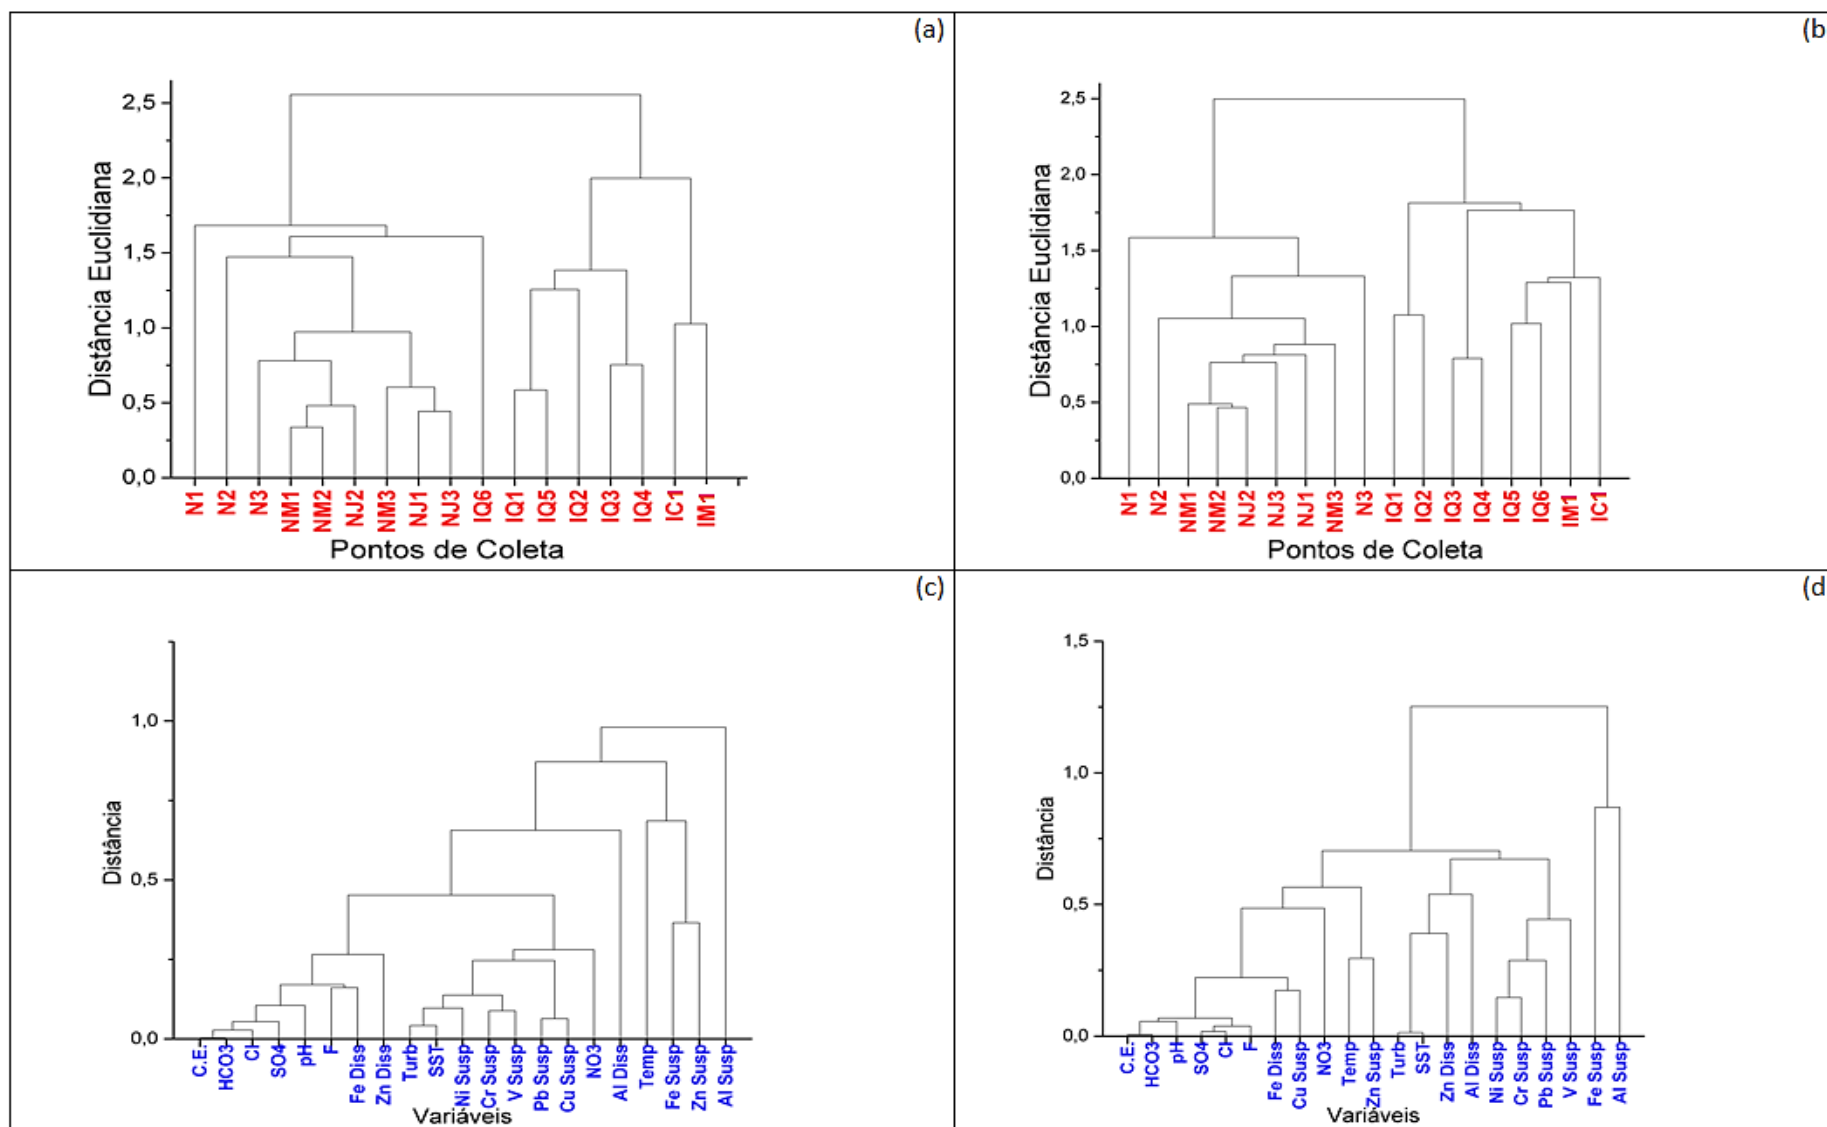 (a)
2,5
2,0
1,5
1,0
0,5
0,0
Distância Euclidiana
N1 N2 N3 NM1 NM2 NJ2 NM3 NJ1 NJ3 IQ6 IQ1 IQ5 IQ2 IQ3 IQ4 IC1 IM1
Pontos de Coleta
(b)
2,5
2,0
1,5
1,0
0,5
0,0
Distância Euclidiana
N1 N2 NM1 NM2 NJ2 NJ3 NJ1 NM3 N3 IQ1 IQ2 IQ3 IQ4 IQ5 IQ6 IM1 IC1
Pontos de Coleta
(c)
1,0
0,5
0,0
Distância
C.E. HCO3 Cl SO4 pH F Fe Diss Zn Diss Turb SST Ni Susp Cr Susp V Susp Pb Susp Cu Susp NO3 Al Diss Temp Fe Susp Zn Susp Al Susp
Variáveis
(d
1,5
1,0
0,5
0,0
Distância
C.E. HCO3 pH SO4 Cl F Fe Diss Cu Susp NO3 Temp Zn Susp Turb SST Zn Diss Al Diss Ni Susp Cr Susp Pb Susp V Susp Fe Susp Al Susp
Variáveis